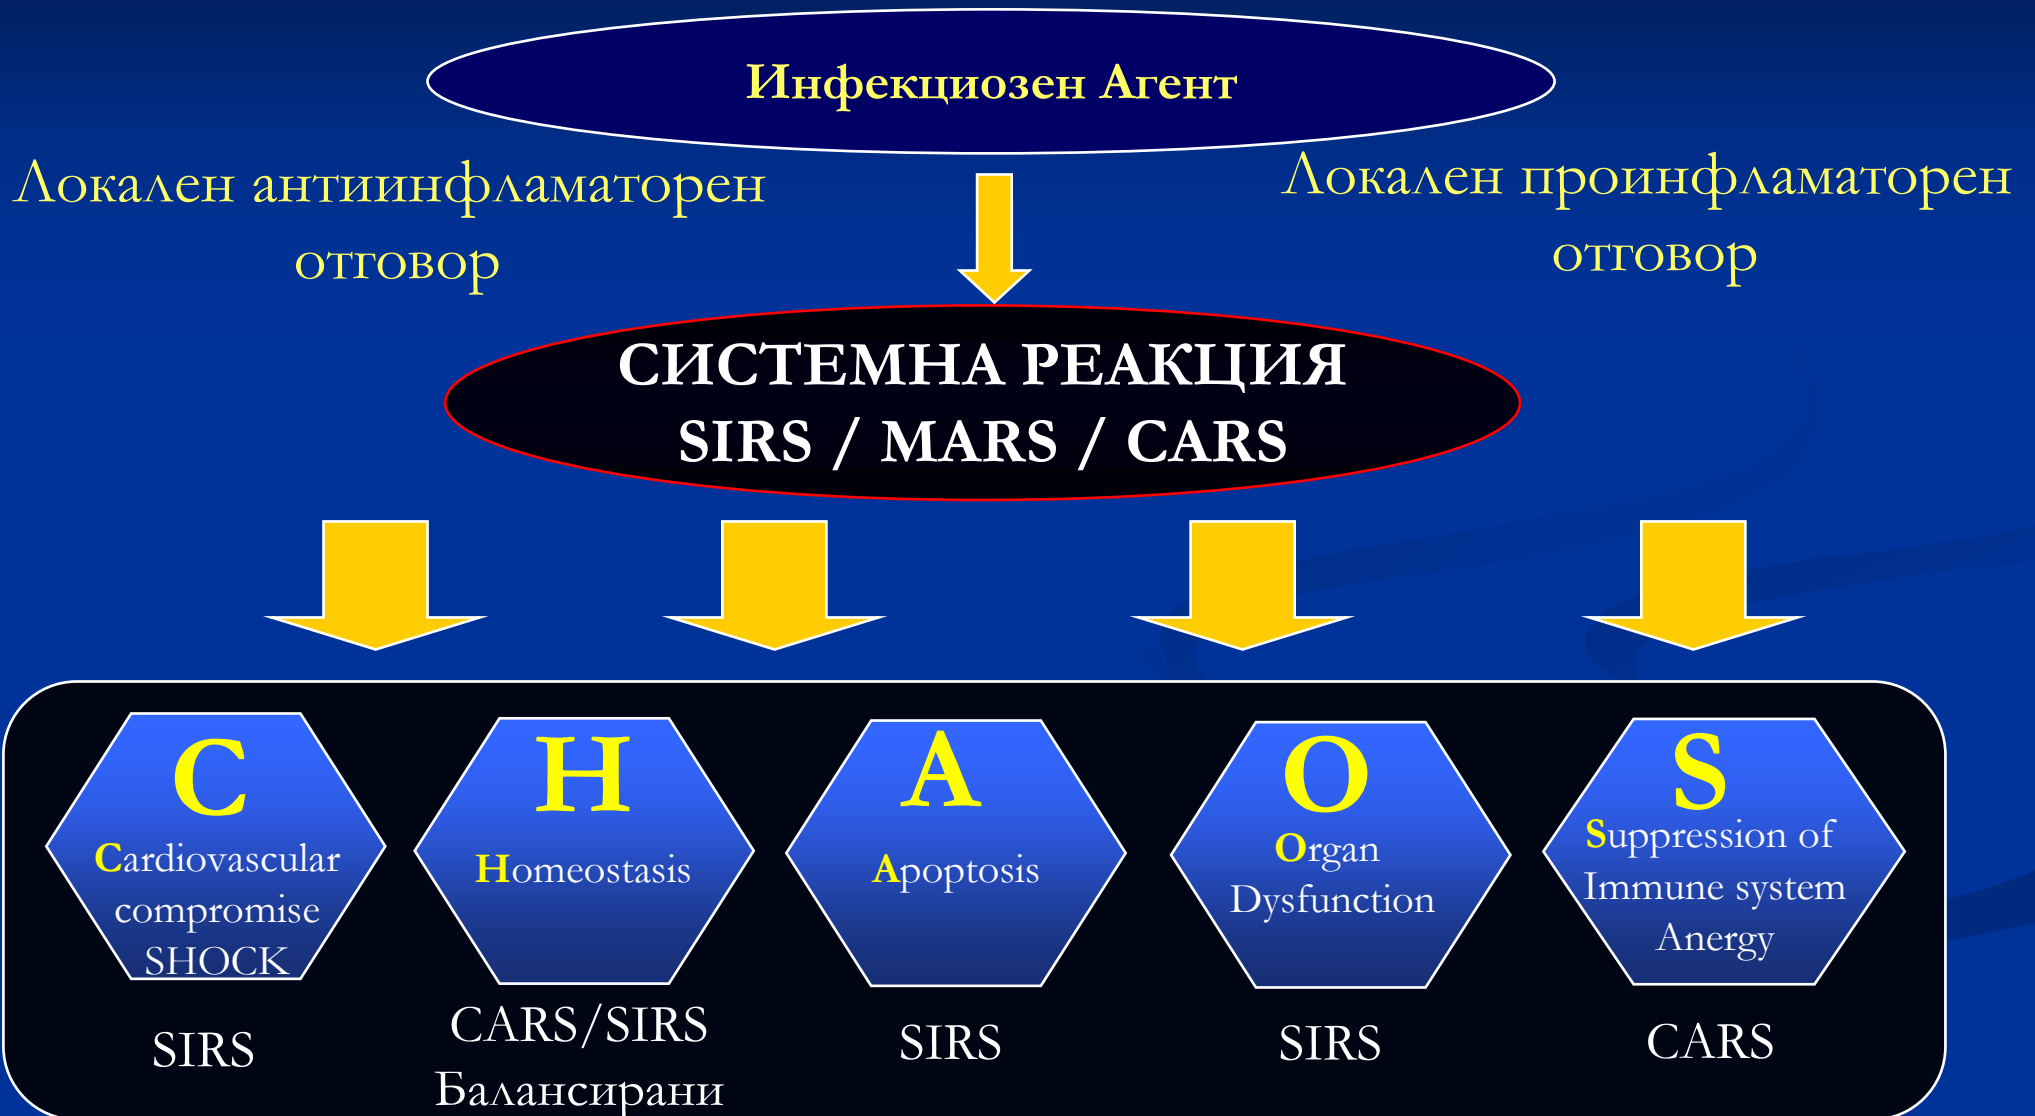 Инфекциозен Агент
Локален антиинфламаторен
отговор
Локален проинфламаторен
отговор
СИСТЕМНА РЕАКЦИЯ
SIRS / MARS / CARS
C
Cardiovascular
compromise
SHOCK
SIRS
H
Homeostasis
CARS/SIRS
Балансирани
A
Apoptosis
SIRS
O
Organ
Dysfunction
SIRS
S
Suppression of
Immune system
Anergy
CARS